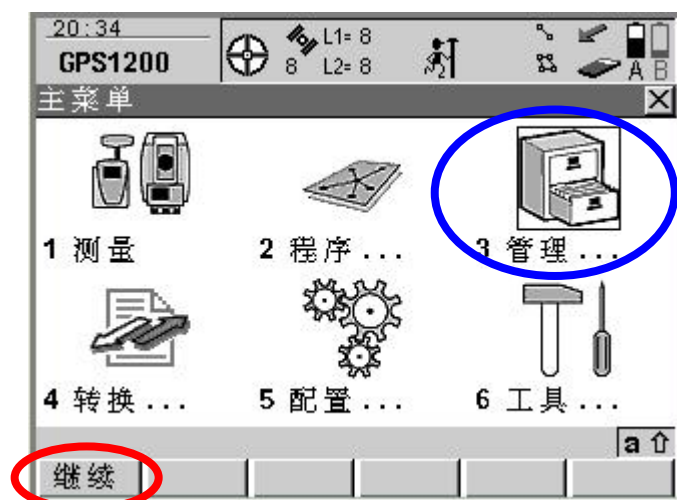 20:34
GPS1200
L1= 8
8 L2= 8
A B
主菜单
1 测量
2 程序...
3 管理...
4 转换...
5 配置...
6 工具...
a
继续